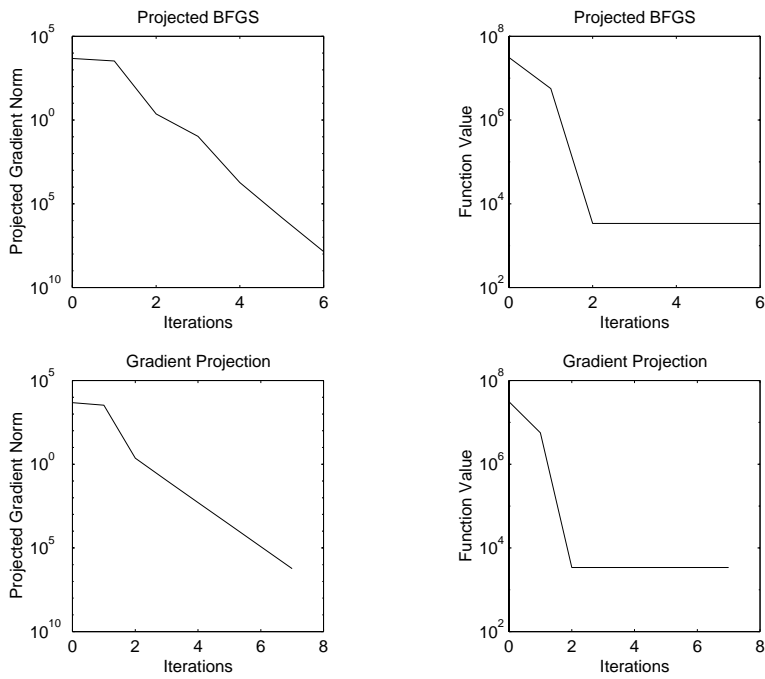 Projected BFGS
Projected Gradient Norm
10^5
10^0
10^5
10^10
0 2 4 6
Iterations
Projected BFGS
Function Value
10^8
10^6
10^4
10^2
0 2 4 6
Iterations
Gradient Projection
Projected Gradient Norm
10^5
10^0
10^5
10^10
0 2 4 6 8
Iterations
Gradient Projection
Function Value
10^8
10^6
10^4
10^2
0 2 4 6 8
Iterations